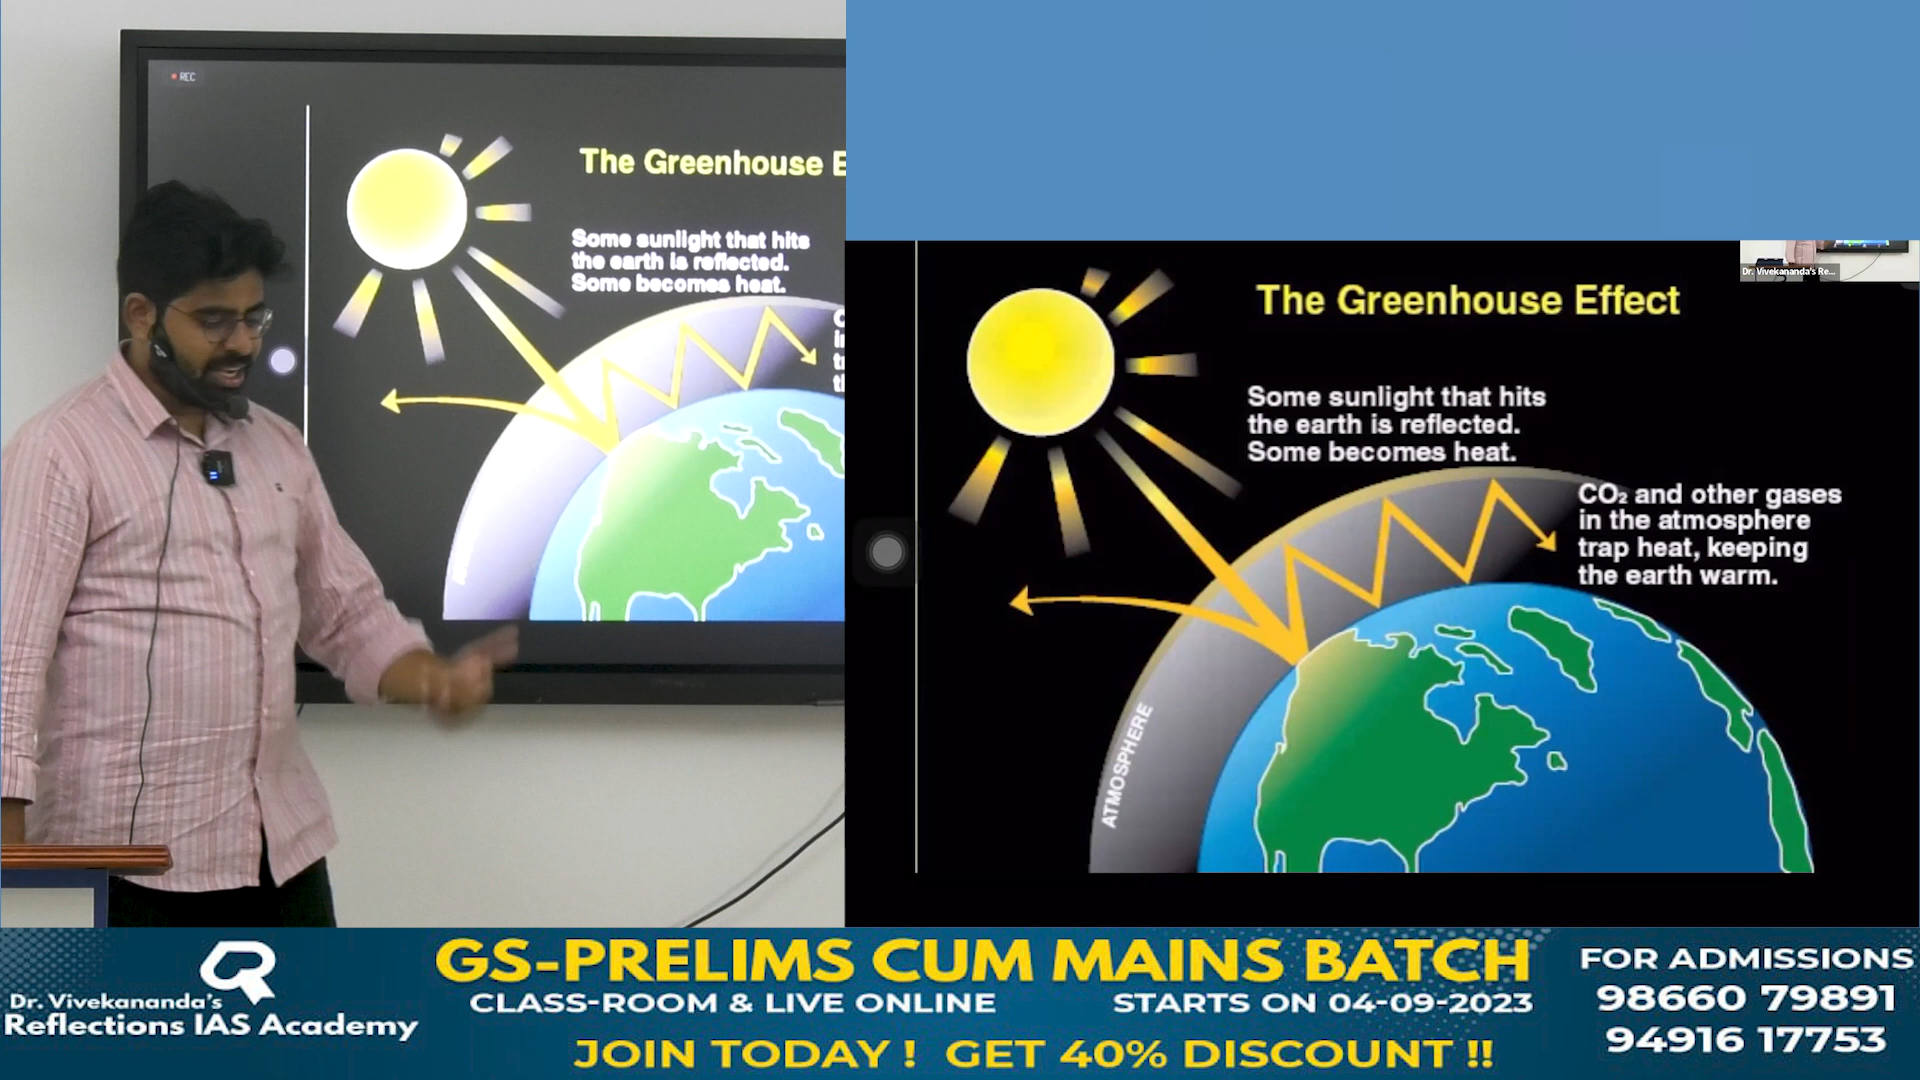 REC
The Greenhouse E
Some sunlight that hits
the earth is reflected.
Some becomes heat.
Dr. Vivekananda's Re...
The Greenhouse Effect
Some sunlight that hits
the earth is reflected.
Some becomes heat.
CO₂ and other gases
in the atmosphere
trap heat, keeping
the earth warm.
ATMOSPHERE
Dr. Vivekananda's
Reflections IAS Academy
GS-PRELIMS CUM MAINS BATCH
CLASS-ROOM & LIVE ONLINE STARTS ON 04-09-2023
JOIN TODAY ! GET 40% DISCOUNT !!
FOR ADMISSIONS
98660 79891
94916 17753